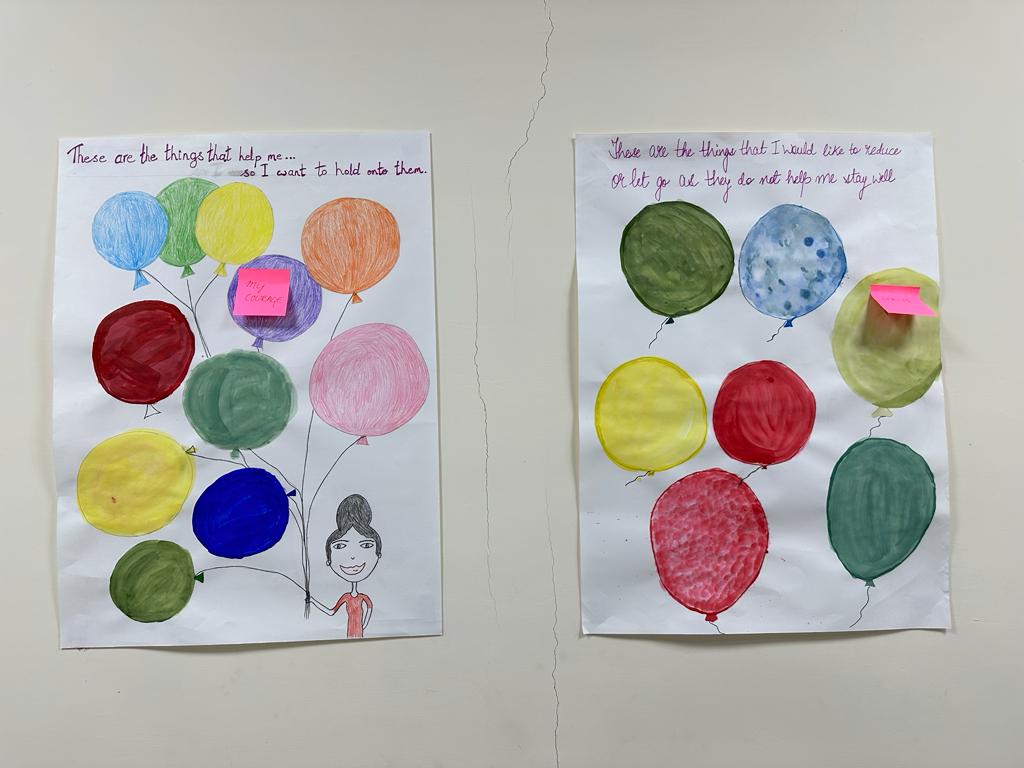 These are the things that help me...
so I want to hold onto them.
MY
COURAGE
These are the things that I would like to reduce
or let go as they do not help me stay well